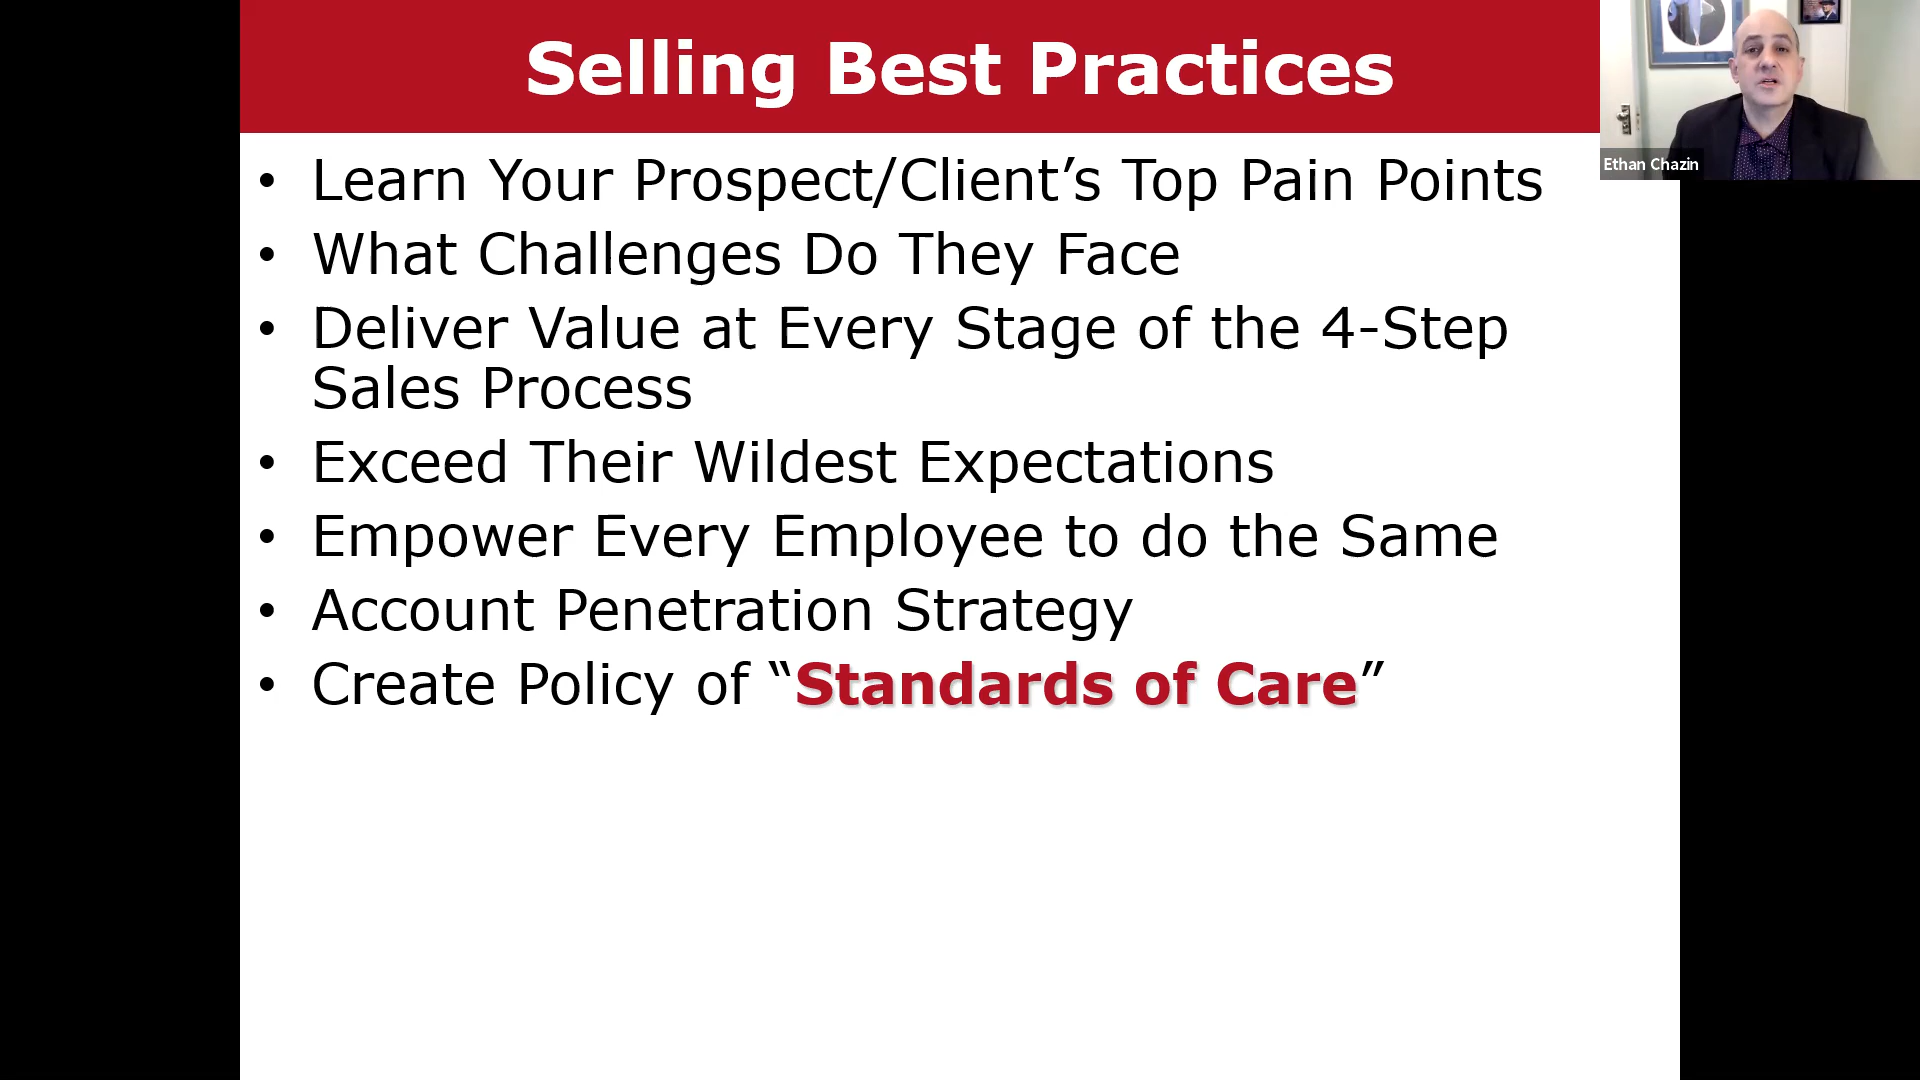 Selling Best Practices
• Learn Your Prospect/Client’s Top Pain Points
• What Challenges Do They Face
• Deliver Value at Every Stage of the 4-Step
Sales Process
• Exceed Their Wildest Expectations
• Empower Every Employee to do the Same
• Account Penetration Strategy
• Create Policy of “Standards of Care”
Ethan Chazin